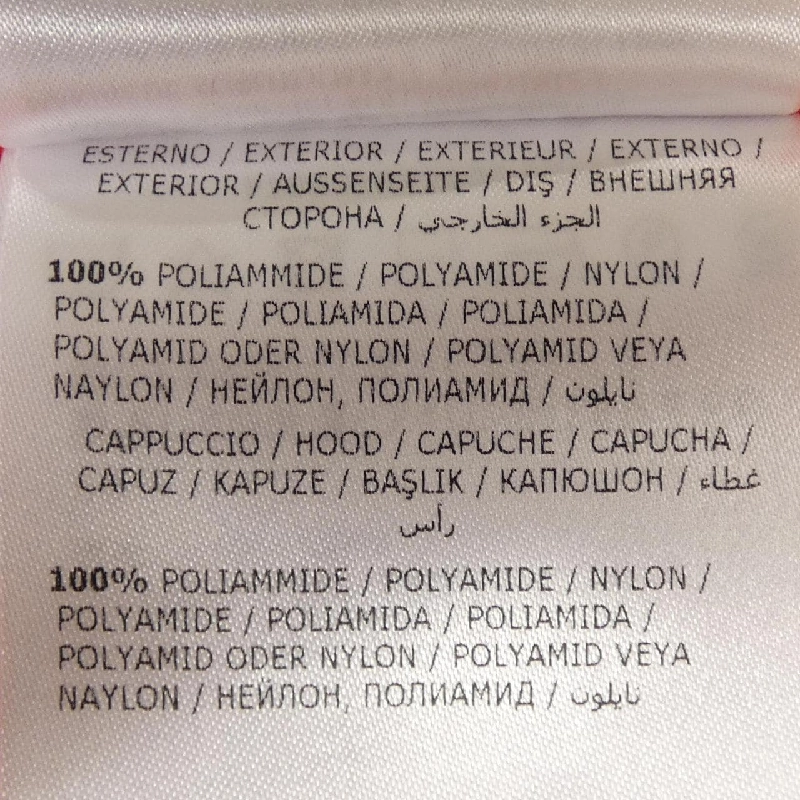 ESTERNO / EXTERIOR / EXTERIEUR / EXTERNO /
EXTERIOR / AUSSENSEITE / DIŞ / ВНЕШНЯЯ
СТОРОНА / الجزء الخارجي
100% POLIAMMIDE / POLYAMIDE / NYLON /
POLYAMIDE / POLIAMIDA / POLIAMIDA /
POLYAMID ODER NYLON / POLYAMID VEYA
NAYLON / НЕЙЛОН, ПОЛИАМИД / نايلون
CAPPUCCIO / HOOD / CAPUCHE / CAPUCHA /
CAPUZ / KAPUZE / BAŞLIK / КАПЮШОН / غطاء
رأس
100% POLIAMMIDE / POLYAMIDE / NYLON /
POLYAMIDE / POLIAMIDA / POLIAMIDA /
POLYAMID ODER NYLON / POLYAMID VEYA
NAYLON / НЕЙЛОН, ПОЛИАМИД / نايلون